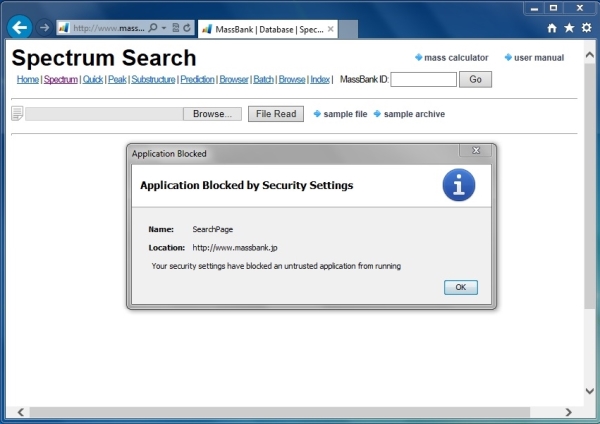 http://www.mass...
MassBank | Database | Spec...
Spectrum Search
mass calculator
user manual
Home | Spectrum | Quick | Peak | Substructure | Prediction | Browser | Batch | Browse | Index | MassBank ID: Go
Browse... File Read sample file sample archive
Application Blocked
Application Blocked by Security Settings
Name: SearchPage
Location: http://www.massbank.jp
Your security settings have blocked an untrusted application from running
OK